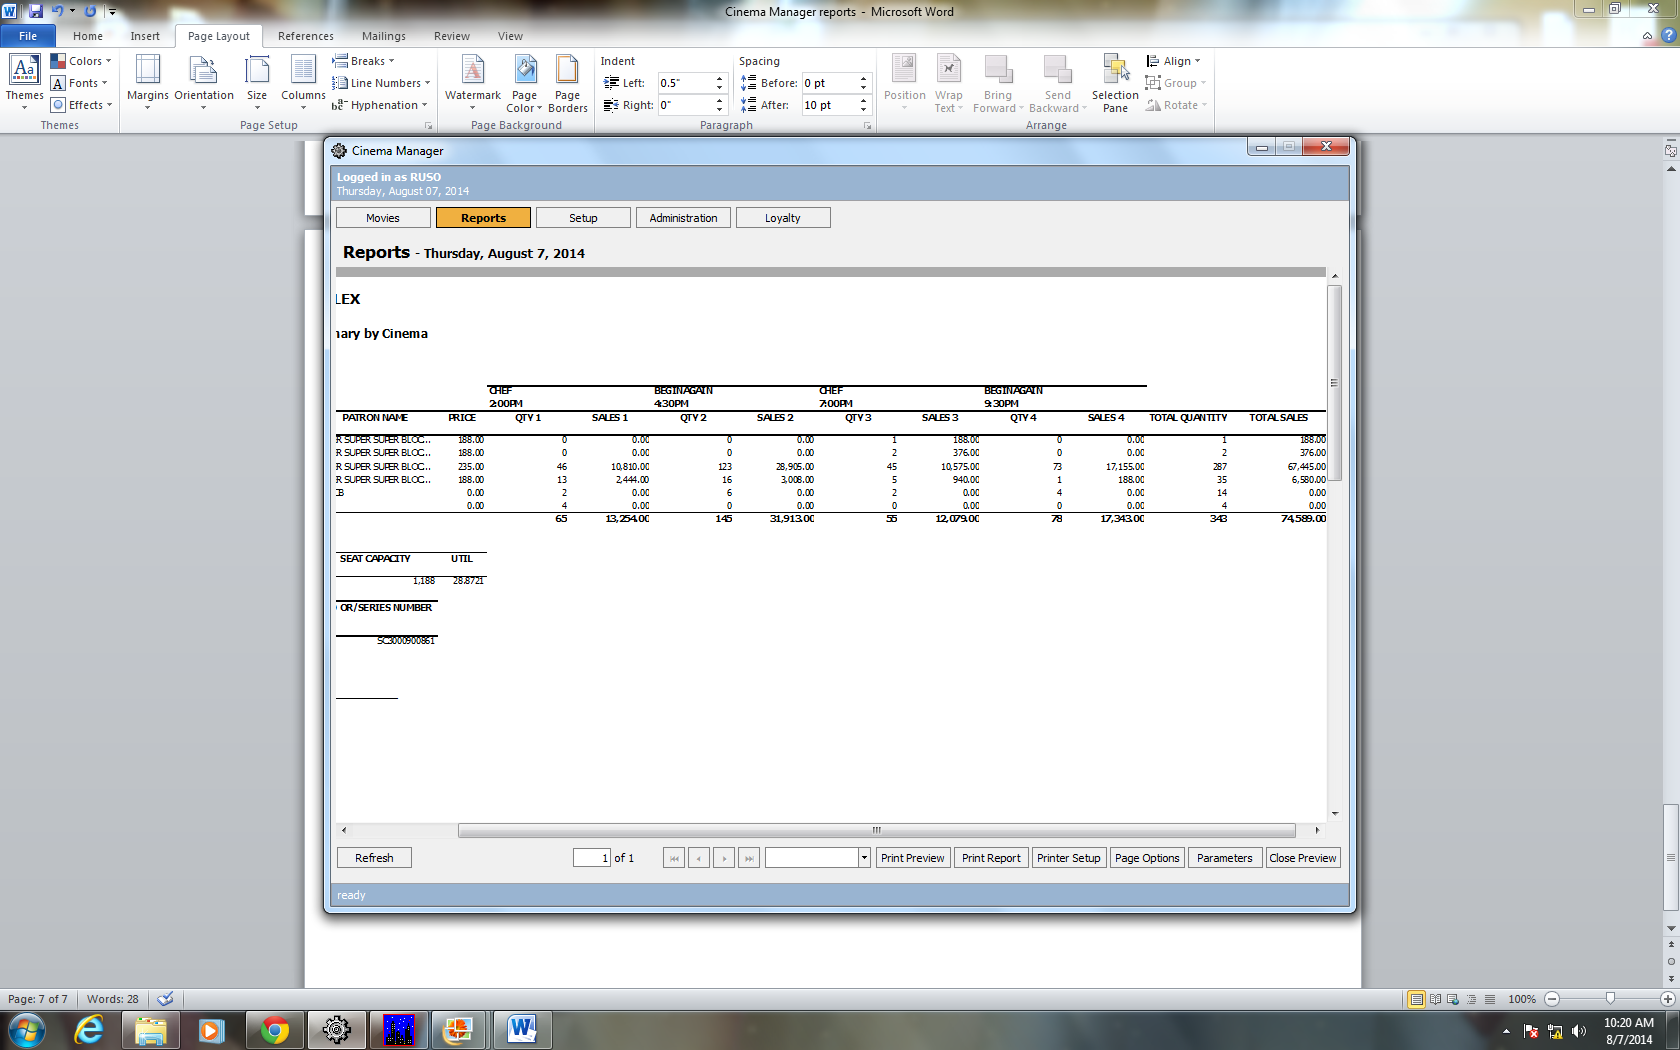 Cinema Manager reports - Microsoft Word
File Home Insert Page Layout References Mailings Review View
Themes
Colors
Fonts
Effects
Themes
Margins
Orientation
Size
Columns
Breaks
Line Numbers
Hyphenation
Page Setup
Watermark
Page Color
Page Borders
Page Background
Indent
Left: 0.5"
Right: 0"
Spacing
Before: 0 pt
After: 10 pt
Paragraph
Position
Wrap Text
Bring Forward
Send Backward
Selection Pane
Align
Group
Rotate
Arrange
Cinema Manager
Logged in as RUSO
Thursday, August 07, 2014
Movies Reports Setup Administration Loyalty
Reports - Thursday, August 7, 2014
LEX
nary by Cinema
CHEF BEGIN AGAIN CHEF BEGIN AGAIN
2:00PM 4:30PM 7:00PM 9:30PM
PATRON NAME PRICE QTY 1 SALES 1 QTY 2 SALES 2 QTY 3 SALES 3 QTY 4 SALES 4 TOTAL QUANTITY TOTAL SALES
R SUPER SUPER BLOC... 188.00 0 0.00 0 0.00 1 188.00 0 0.00 1 188.00
R SUPER SUPER BLOC... 188.00 0 0.00 0 0.00 2 376.00 0 0.00 2 376.00
R SUPER SUPER BLOC... 235.00 46 10,810.00 123 28,905.00 45 10,575.00 73 17,155.00 287 67,445.00
R SUPER SUPER BLOC... 188.00 13 2,444.00 16 3,008.00 5 940.00 1 188.00 35 6,580.00
0.00 2 0.00 6 0.00 2 0.00 4 0.00 14 0.00
0.00 4 0.00 0 0.00 0 0.00 0 0.00 4 0.00
65 13,254.00 145 31,913.00 55 12,079.00 78 17,343.00 343 74,589.00
SEAT CAPACITY UTIL
1,188 28.8721
OR/SERIES NUMBER
SC3000900861
Refresh 1 of 1 Print Preview Print Report Printer Setup Page Options Parameters Close Preview
ready
Page: 7 of 7 Words: 28 100%
10:20 AM
8/7/2014